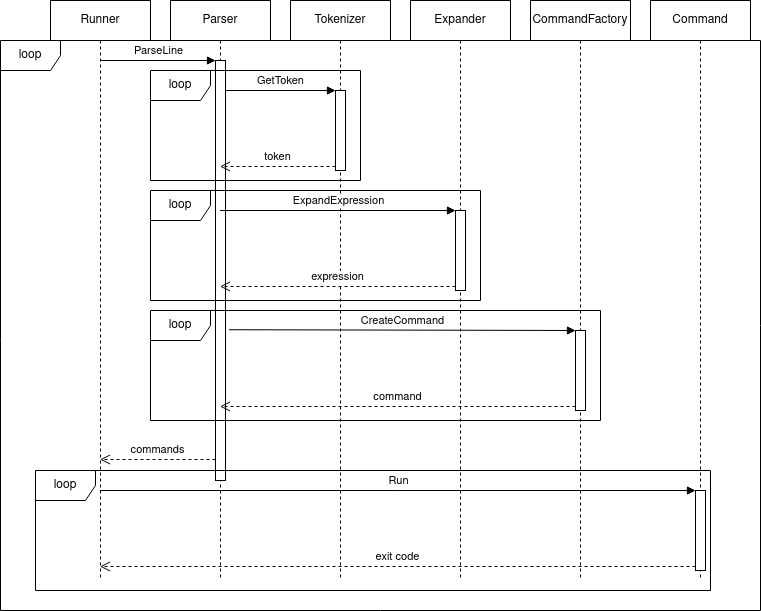 Runner
Parser
Tokenizer
Expander
CommandFactory
Command
loop
ParseLine
loop
GetToken
token
loop
ExpandExpression
expression
loop
CreateCommand
command
commands
loop
Run
exit code